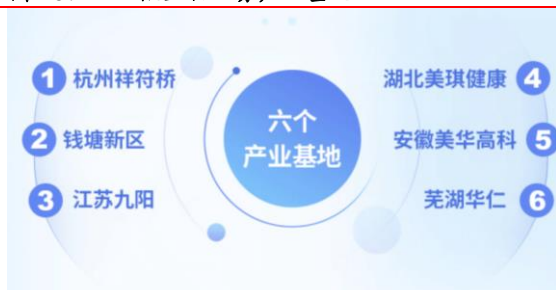 1 杭州祥符桥
2 钱塘新区
3 江苏九阳
六个
产业基地
湖北美琪健康 4
安徽美华高科 5
芜湖华仁 6